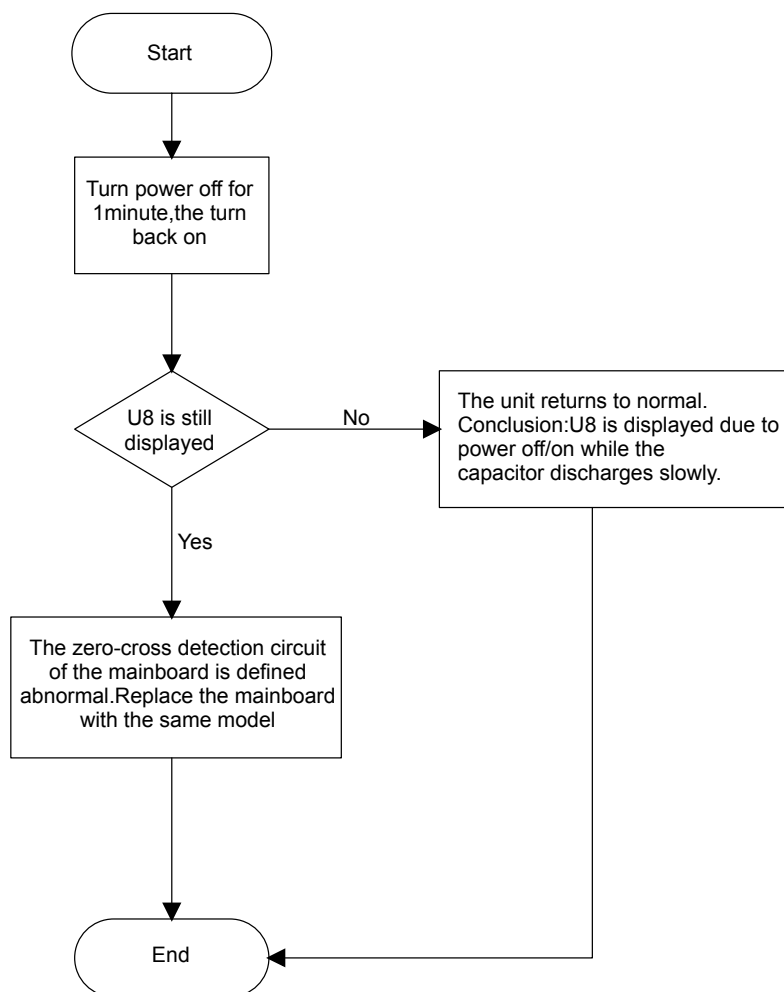 Start
Turn power off for
1minute,the turn
back on
U8 is still
displayed
No
The unit returns to normal.
Conclusion:U8 is displayed due to
power off/on while the
capacitor discharges slowly.
Yes
The zero-cross detection circuit
of the mainboard is defined
abnormal.Replace the mainboard
with the same model
End